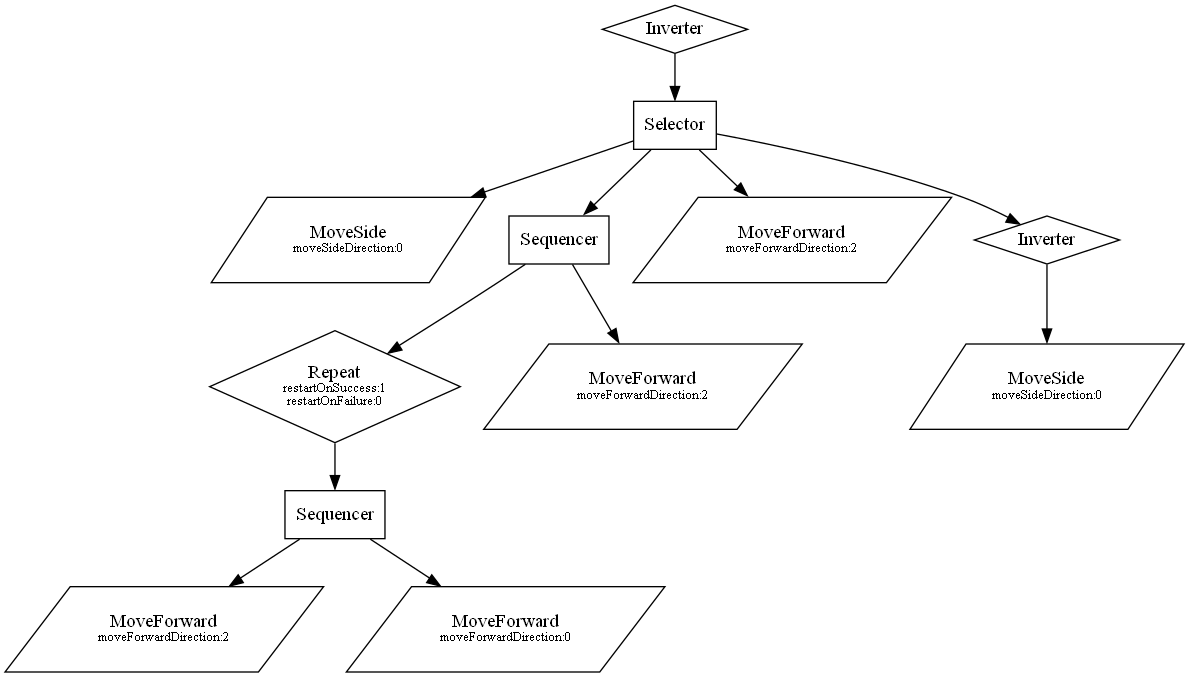 Inverter
Selector
MoveSide
moveSideDirection:0
Sequencer
MoveForward
moveForwardDirection:2
Inverter
Repeat
restartOnSuccess:1
restartOnFailure:0
MoveForward
moveForwardDirection:2
MoveSide
moveSideDirection:0
Sequencer
MoveForward
moveForwardDirection:2
MoveForward
moveForwardDirection:0